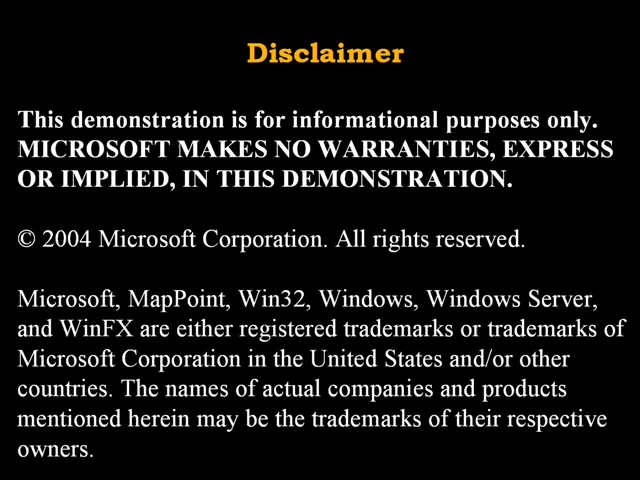 Disclaimer
This demonstration is for informational purposes only.
MICROSOFT MAKES NO WARRANTIES, EXPRESS
OR IMPLIED, IN THIS DEMONSTRATION.
© 2004 Microsoft Corporation. All rights reserved.
Microsoft, MapPoint, Win32, Windows, Windows Server,
and WinFX are either registered trademarks or trademarks of
Microsoft Corporation in the United States and/or other
countries. The names of actual companies and products
mentioned herein may be the trademarks of their respective
owners.